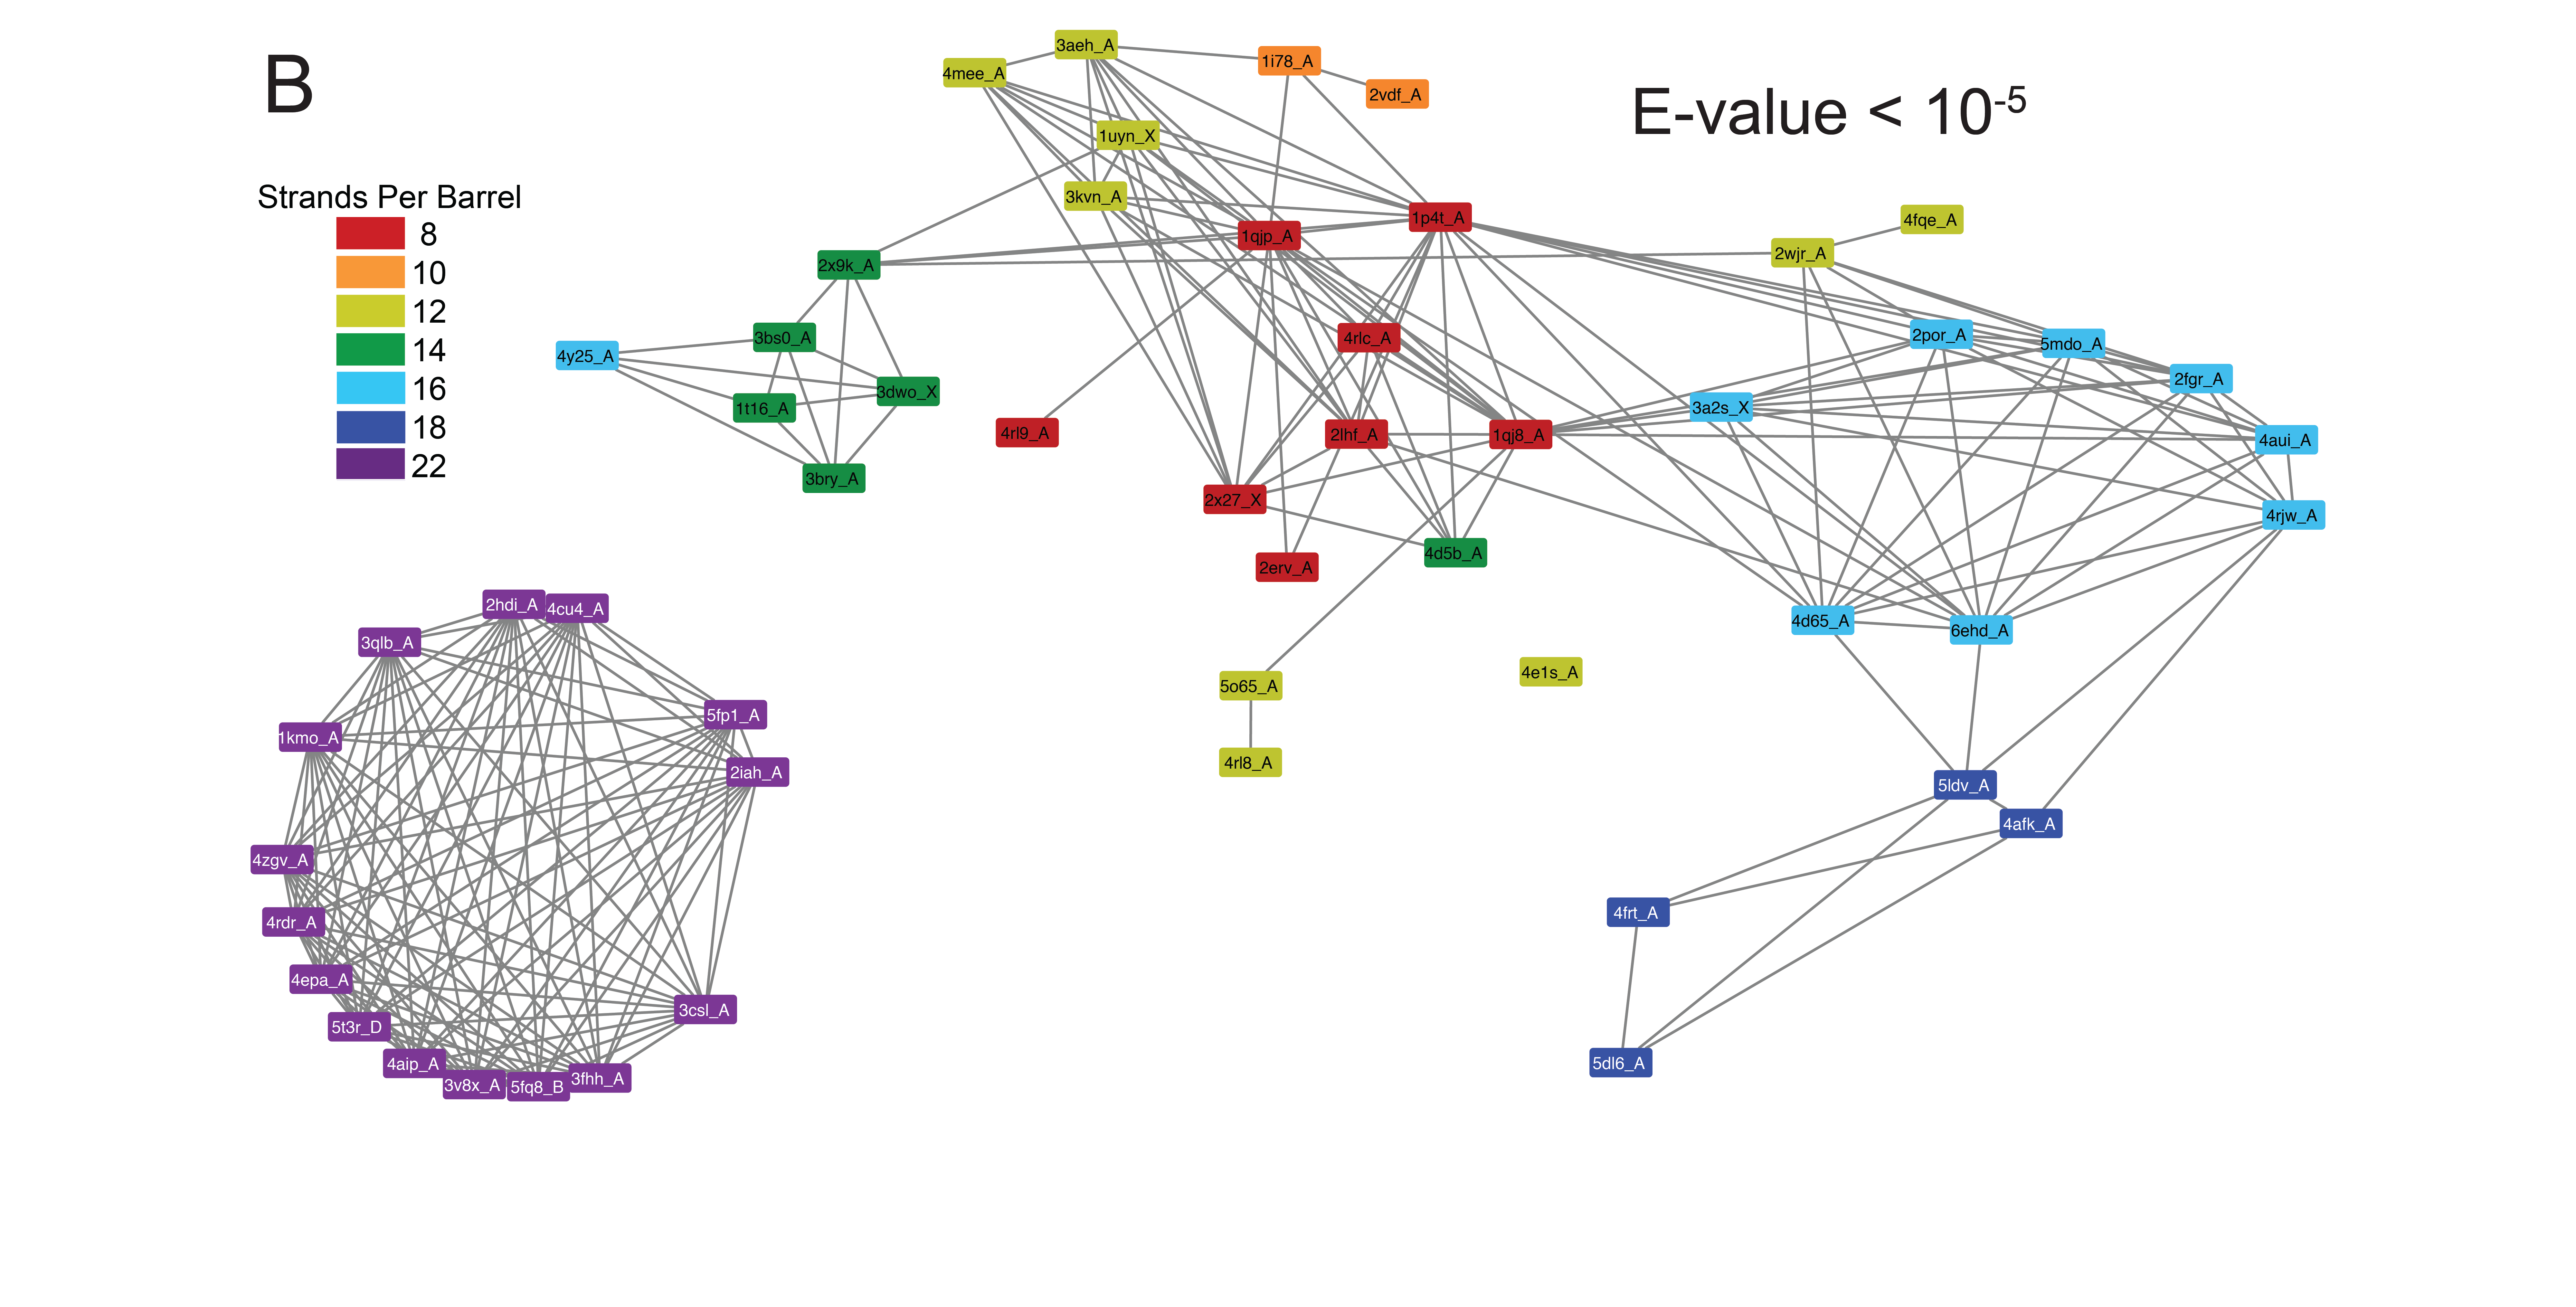 B
E-value < 10⁻⁵
Strands Per Barrel
8
10
12
14
16
18
22
3aeh_A
4mee_A
1i78_A
2vdf_A
1uyn_X
3kvn_A
1p4t_A
4fqe_A
1qjp_A
2wjr_A
2x9k_A
3bs0_A
4rlc_A
2por_A
5mdo_A
4y25_A
2fgr_A
3dwo_X
1t16_A
3a2s_X
4rl9_A
2lhf_A
1qj8_A
4aui_A
3bry_A
2x27_X
4rjw_A
4d5b_A
2erv_A
2hdi_A
4cu4_A
4d65_A
6ehd_A
3qlb_A
4e1s_A
5o65_A
5fp1_A
1kmo_A
4rl8_A
2iah_A
5ldv_A
4afk_A
4zgv_A
4frt_A
4rdr_A
4epa_A
3csl_A
5t3r_D
4aip_A
5dl6_A
3v8x_A
5fq8_B
3fhh_A